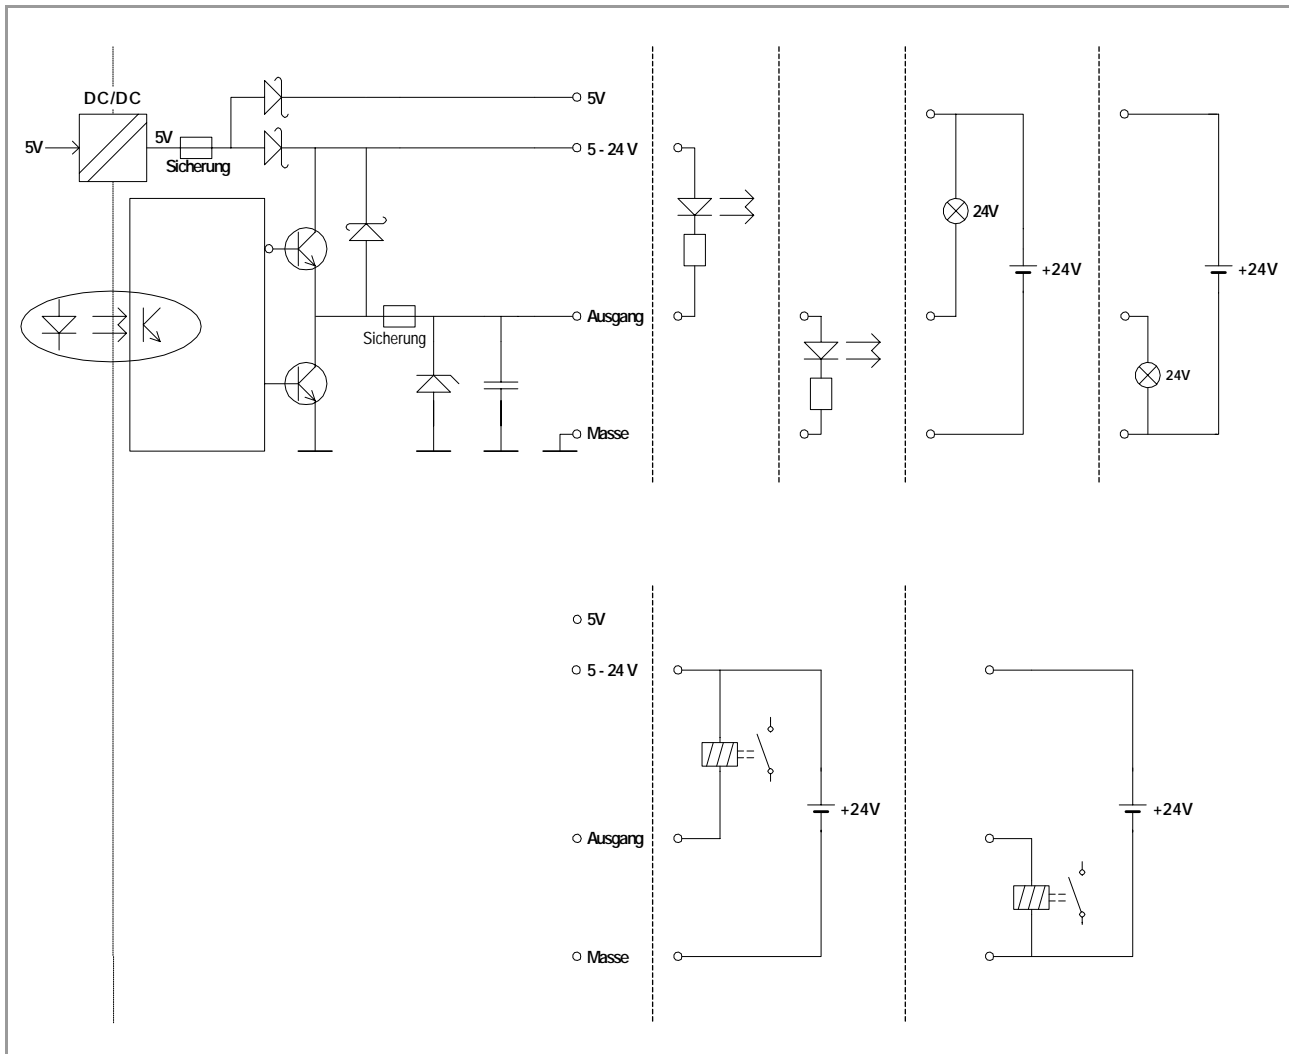 DC/DC
5V
5V
5V
Sicherung
5 - 24 V
24V
+24V
+24V
Ausgang
Sicherung
24V
Masse
5V
5 - 24 V
+24V
+24V
Ausgang
Masse